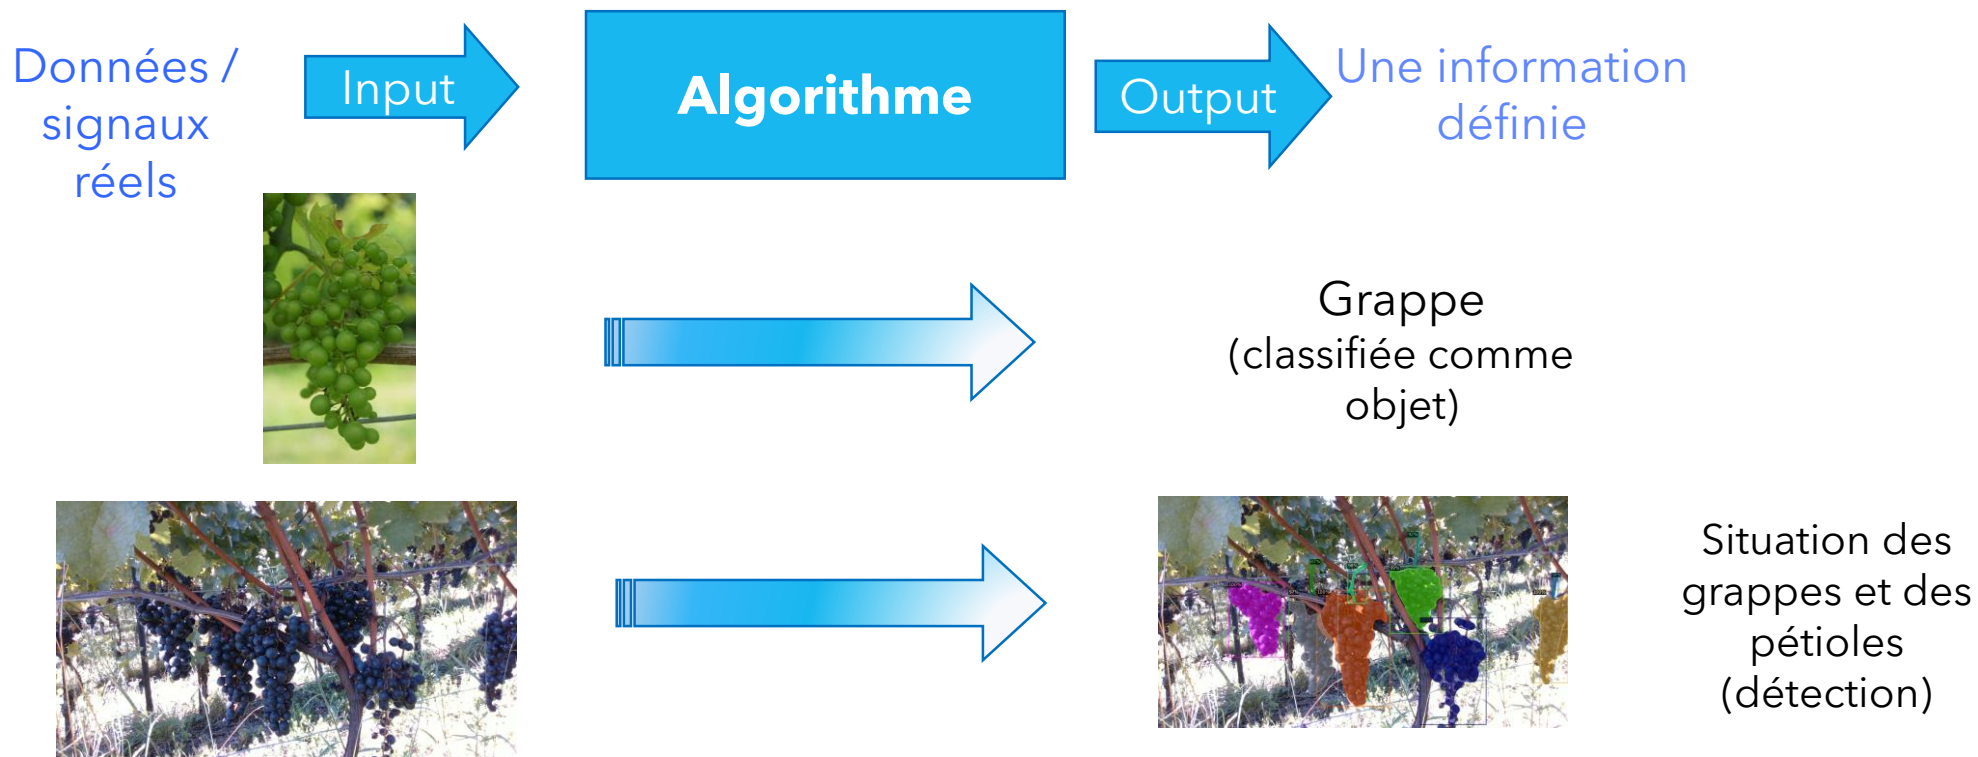 Données /
signaux
réels
Input
Algorithme
Output
Une information
définie
Grappe
(classifiée comme
objet)
Situation des
grappes et des
pétioles
(détection)